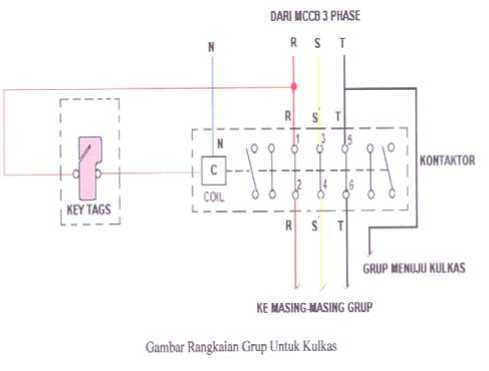 DARI MCCB 3 PHASE
N R S T
R S T
1 3 5
N
KONTAKTOR
C
2 4 6
KEY TAGS
COIL
R S T
GRUP MENUJU KULKAS
KE MASING-MASING GRUP
Gambar Rangkaian Grup Untuk Kulkas